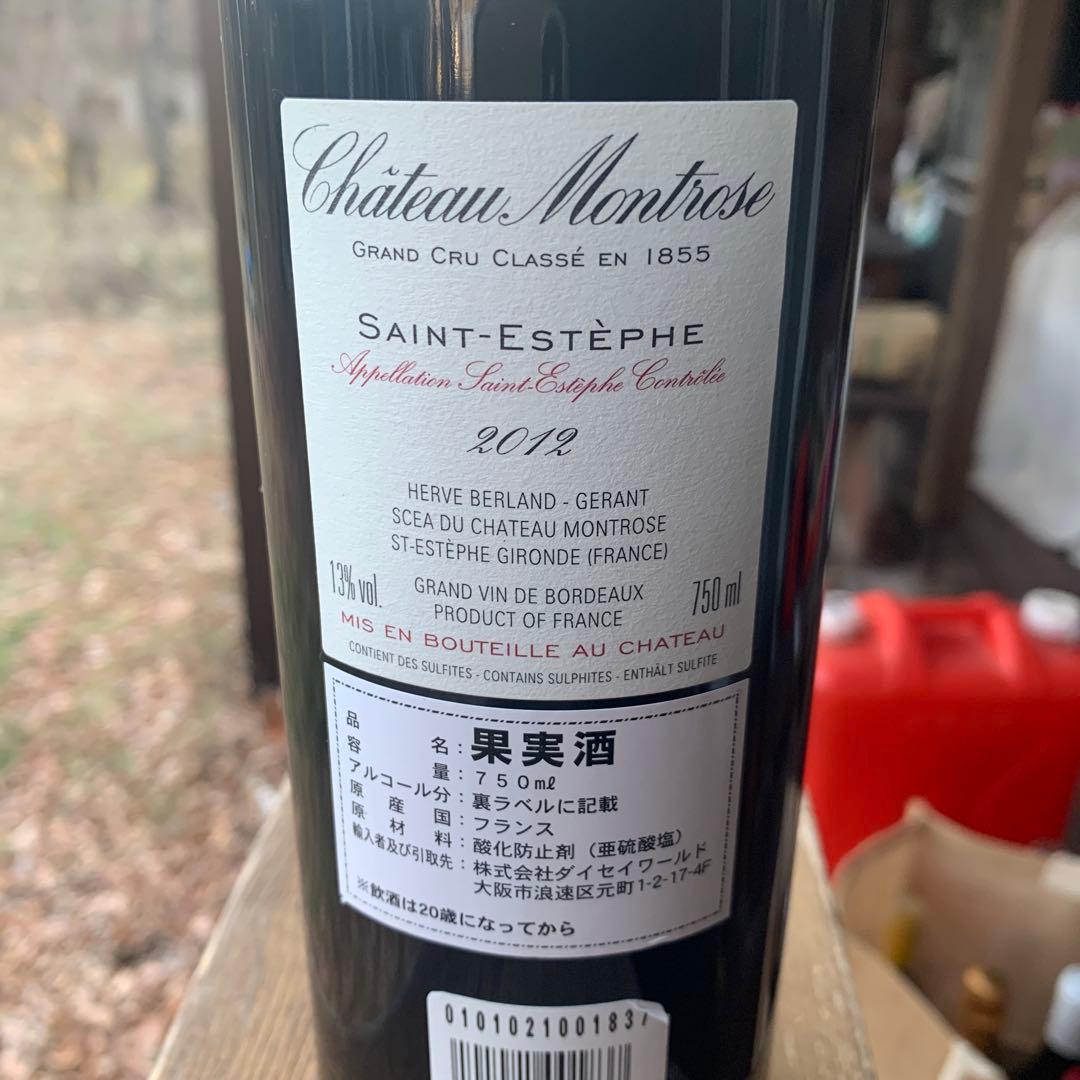 Château Montrose
GRAND CRU CLASSÉ EN 1855
SAINT-ESTÈPHE
Appellation Saint-Estèphe Contrôlée
2012
HERVE BERLAND - GERANT
SCEA DU CHATEAU MONTROSE
ST-ESTÈPHE GIRONDE (FRANCE)
13% vol.
GRAND VIN DE BORDEAUX
750 ml
PRODUCT OF FRANCE
MIS EN BOUTEILLE AU CHATEAU
CONTIENT DES SULFITES - CONTAINS SULPHITES - ENTHÄLT SULFITE
品名:果実酒
容量:750㎖
アルコール分:裏ラベルに記載
原産国:フランス
原材料:酸化防止剤(亜硫酸塩)
輸入者及び引取先:株式会社ダイセイワールド
大阪市浪速区元町1-2-17-4F
※飲酒は20歳になってから
0101021001837